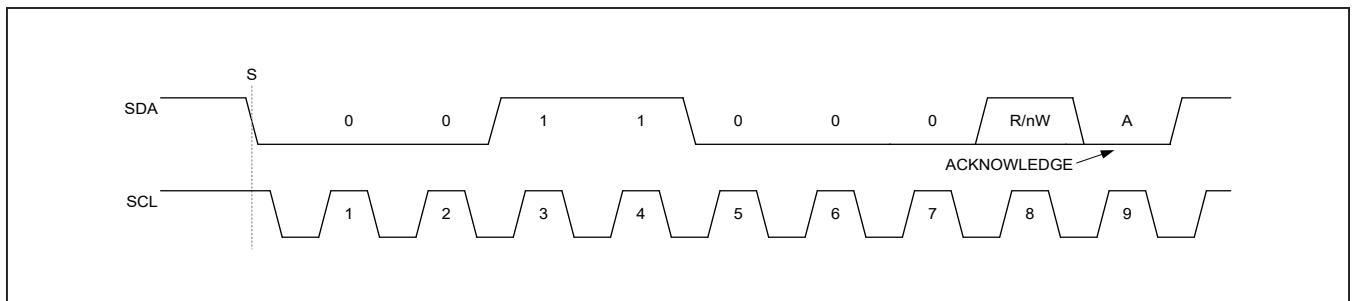 S
SDA 0 0 1 1 0 0 0 R/nW A
ACKNOWLEDGE
SCL 1 2 3 4 5 6 7 8 9